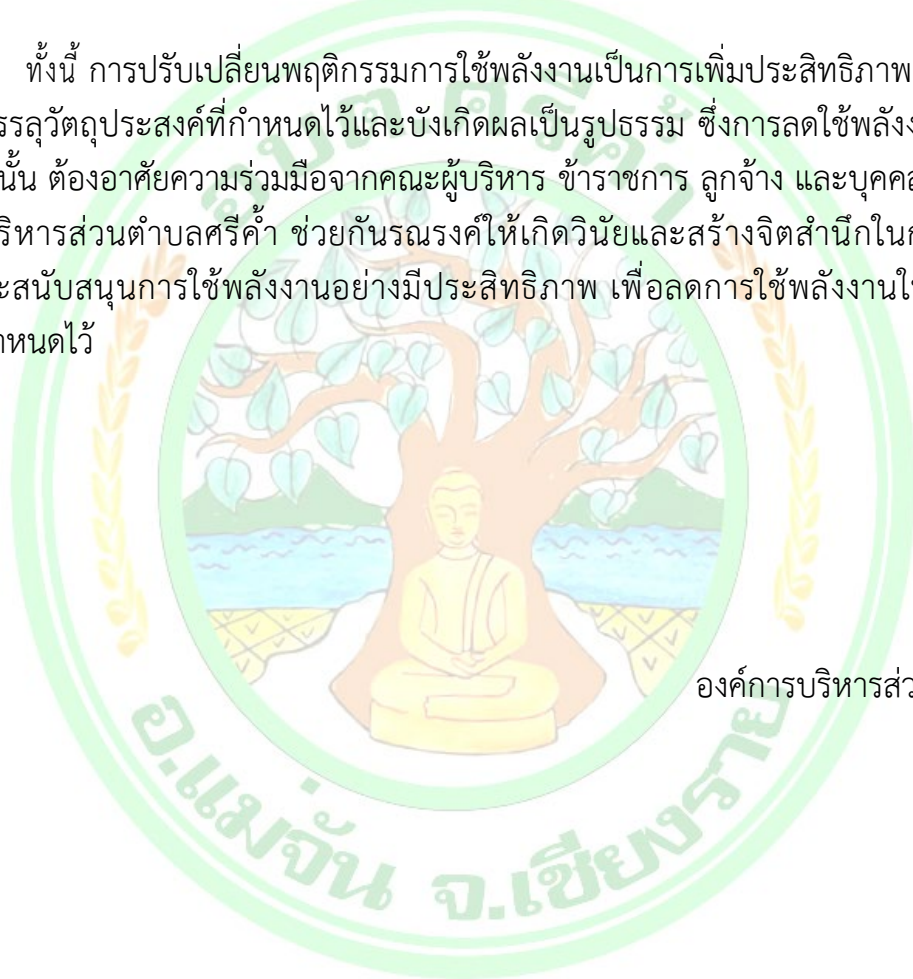 ทั้งนี้ การปรับเปลี่ยนพฤติกรรมการใช้พลังงานเป็นการเพิ่มประสิทธิภาพ
รรลุวัตถุประสงค์ที่กำหนดไว้และบังเกิดผลเป็นรูปธรรม ซึ่งการลดใช้พลังง
นั้น ต้องอาศัยความร่วมมือจากคณะผู้บริหาร ข้าราชการ ลูกจ้าง และบุคคล
ริหารส่วนตำบลศรีค้ำ ช่วยกันรณรงค์ให้เกิดวินัยและสร้างจิตสำนึกในก
ะสนับสนุนการใช้พลังงานอย่างมีประสิทธิภาพ เพื่อลดการใช้พลังงานให
ำหนดไว้
องค์การบริหารส่ว
อบต ศรีค้ำ
อ.แม่จัน จ.เชียงราย